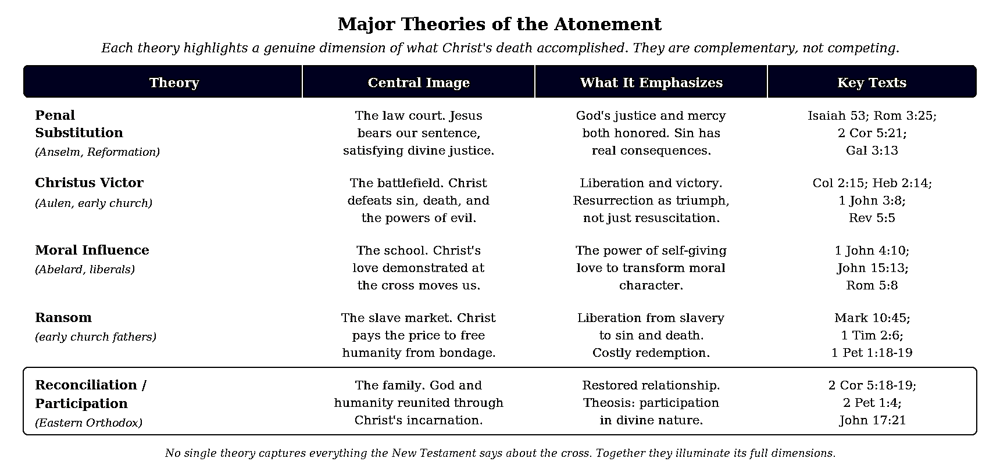 Major Theories of the Atonement
Each theory highlights a genuine dimension of what Christ's death accomplished. They are complementary, not competing.
Theory Central Image What It Emphasizes Key Texts
Penal The law court. Jesus God's justice and mercy Isaiah 53; Rom 3:25;
Substitution bears our sentence, both honored. Sin has 2 Cor 5:21;
(Anselm, Reformation) satisfying divine justice. real consequences. Gal 3:13
Christus Victor The battlefield. Christ Liberation and victory. Col 2:15; Heb 2:14;
(Aulen, early church) defeats sin, death, and Resurrection as triumph, 1 John 3:8;
the powers of evil. not just resuscitation. Rev 5:5
Moral Influence The school. Christ's The power of self-giving 1 John 4:10;
(Abelard, liberals) love demonstrated at love to transform moral John 15:13;
the cross moves us. character. Rom 5:8
Ransom The slave market. Christ Liberation from slavery Mark 10:45;
(early church fathers) pays the price to free to sin and death. 1 Tim 2:6;
humanity from bondage. Costly redemption. 1 Pet 1:18-19
Reconciliation / The family. God and Restored relationship. 2 Cor 5:18-19;
Participation humanity reunited through Theosis: participation 2 Pet 1:4;
(Eastern Orthodox) Christ's incarnation. in divine nature. John 17:21
No single theory captures everything the New Testament says about the cross. Together they illuminate its full dimensions.